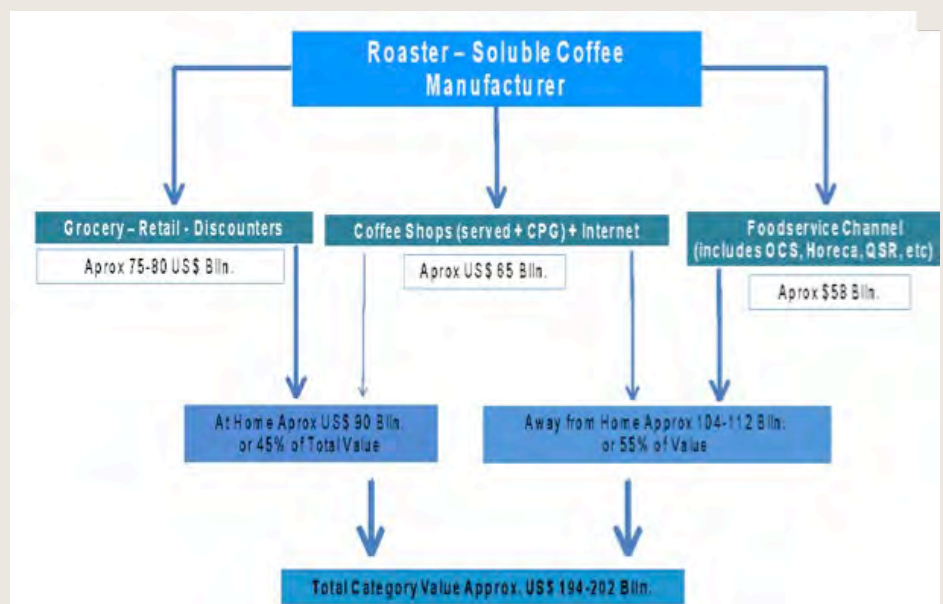 Roaster – Soluble Coffee
Manufacturer
Grocery – Retail - Discounters
Aprox 75-80 US$ Blln.
Coffee Shops (served + CPG) + Internet
Aprox US$ 65 Blln.
Foodservice Channel
(includes OCS, Horeca, QSR, etc)
Aprox $58 Blln.
At Home Aprox US$ 90 Blln.
or 45% of Total Value
Away from Home Approx 104-112 Blln.
or 55% of Value
Total Category Value Approx. US$ 194-202 Blln.